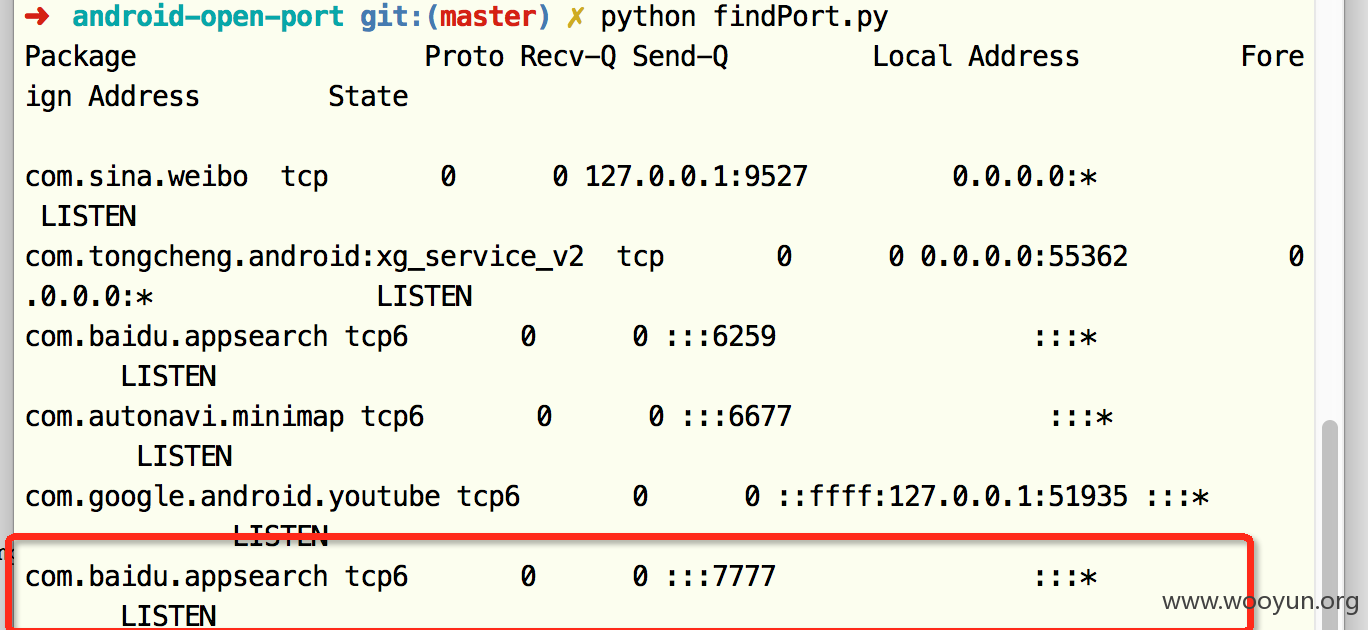 ➜ android-open-port git:(master) ✗ python findPort.py
Package Proto Recv-Q Send-Q Local Address Fore
ign Address State
com.sina.weibo tcp 0 0 127.0.0.1:9527 0.0.0.0:*
LISTEN
com.tongcheng.android:xg_service_v2 tcp 0 0 0.0.0.0:55362 0
.0.0.0:* LISTEN
com.baidu.appsearch tcp6 0 0 :::6259 :::*
LISTEN
com.autonavi.minimap tcp6 0 0 :::6677 :::*
LISTEN
com.google.android.youtube tcp6 0 0 ::ffff:127.0.0.1:51935 :::*
LISTEN
com.baidu.appsearch tcp6 0 0 :::7777 :::*
LISTEN
www.wooyun.org